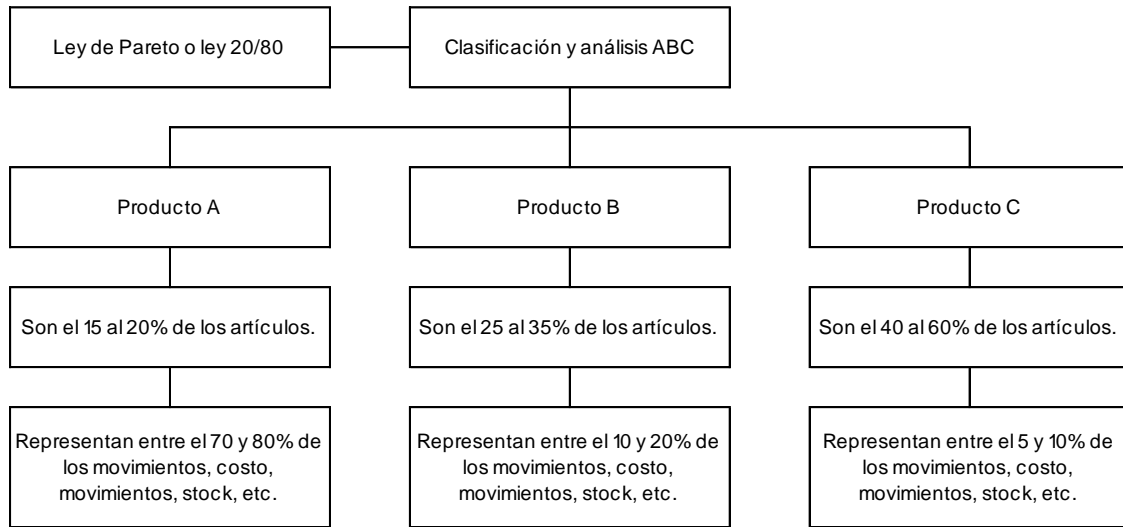 Ley de Pareto o ley 20/80
Clasificación y análisis ABC
Producto A
Producto B
Producto C
Son el 15 al 20% de los artículos.
Son el 25 al 35% de los artículos.
Son el 40 al 60% de los artículos.
Representan entre el 70 y 80% de
los movimientos, costo,
movimientos, stock, etc.
Representan entre el 10 y 20% de
los movimientos, costo,
movimientos, stock, etc.
Representan entre el 5 y 10% de
los movimientos, costo,
movimientos, stock, etc.